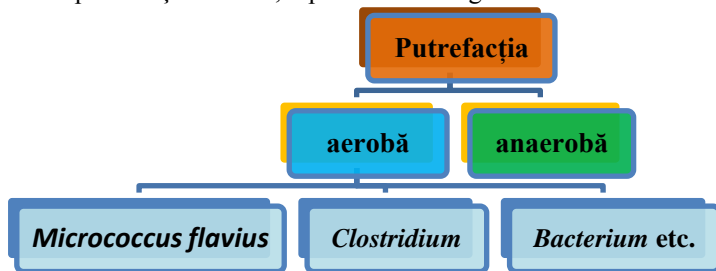 Putrefacția
aerobă anaerobă
Micrococcus flavius Clostridium Bacterium etc.